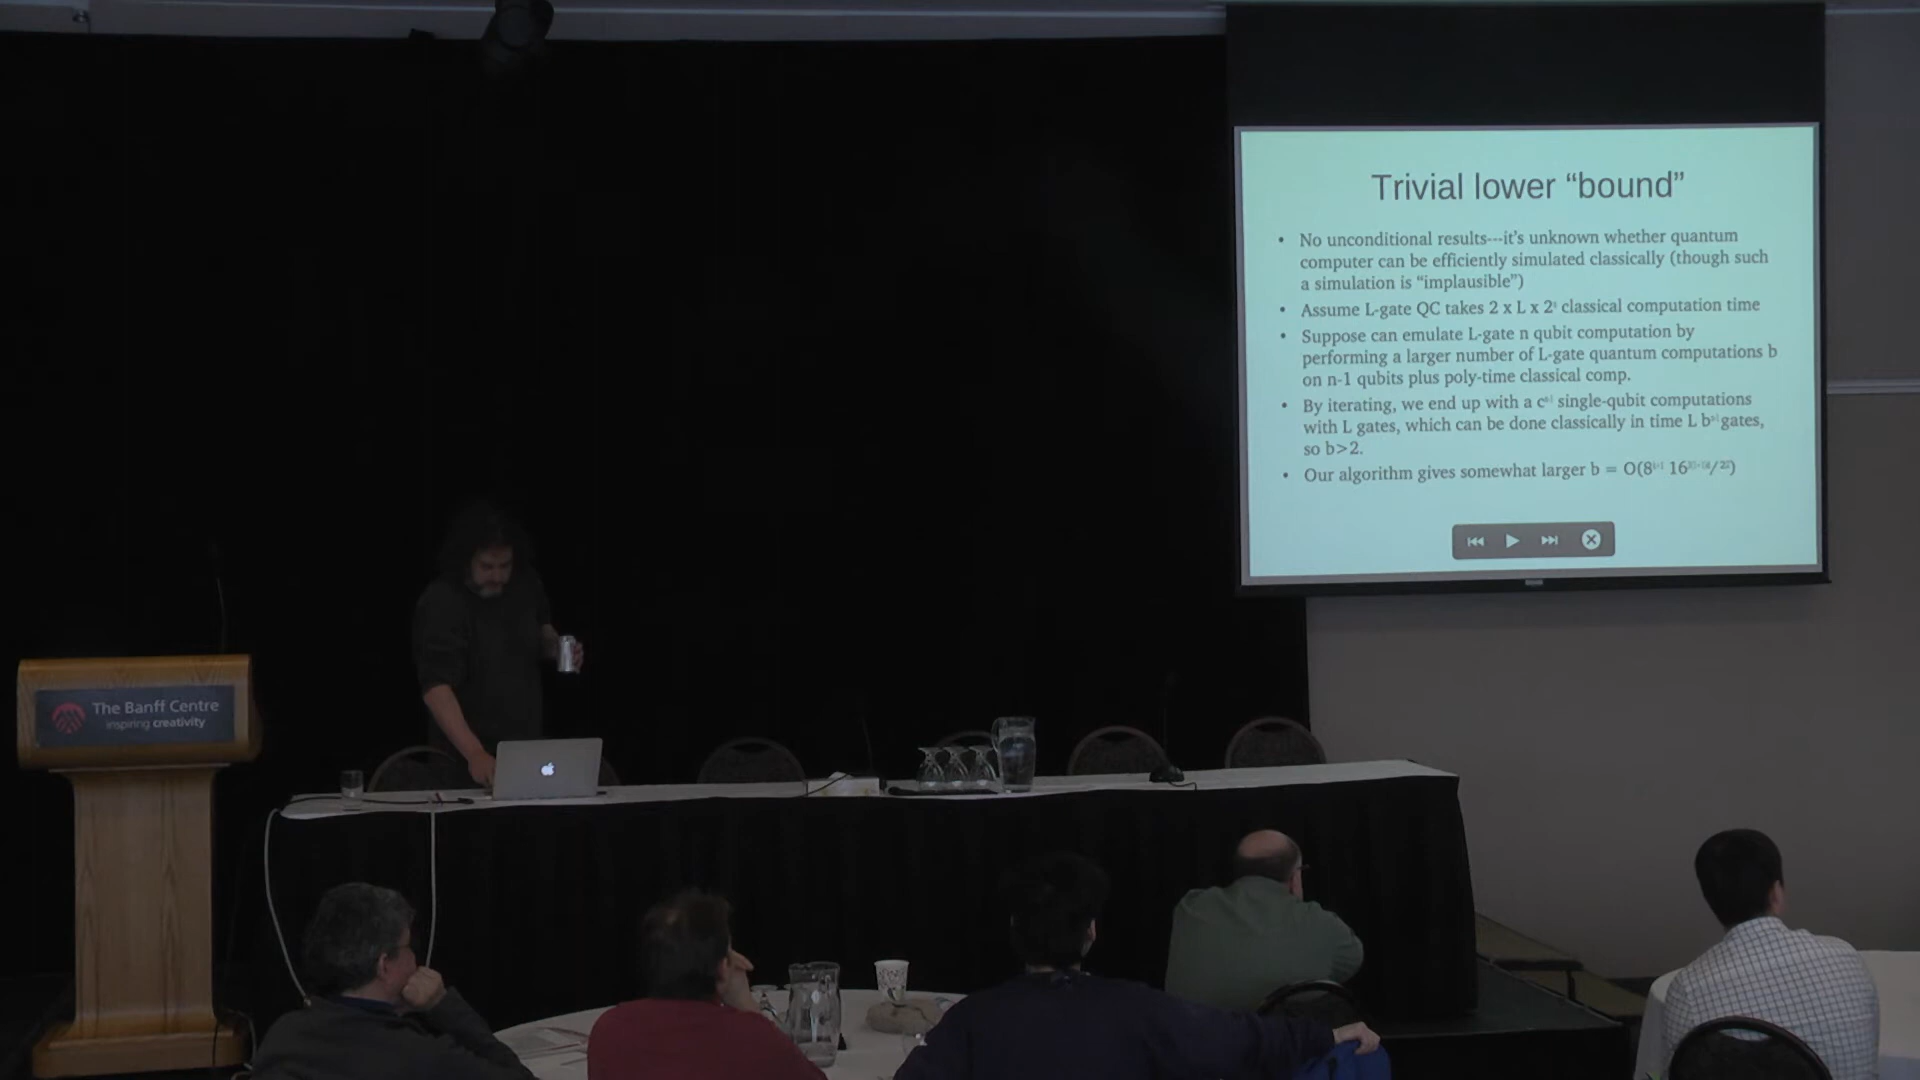 Trivial lower “bound”
• No unconditional results---it's unknown whether quantum
computer can be efficiently simulated classically (though such
a simulation is “implausible”)
• Assume L-gate QC takes 2 x L x 2 classical computation time
• Suppose can emulate L-gate n qubit computation by
performing a larger number of L-gate quantum computations b
on n-1 qubits plus poly-time classical comp.
• By iterating, we end up with a c single-qubit computations
with L gates, which can be done classically in time L b gates,
so b>2.
• Our algorithm gives somewhat larger b = O(8 16 /2 )
The Banff Centre
inspiring creativity